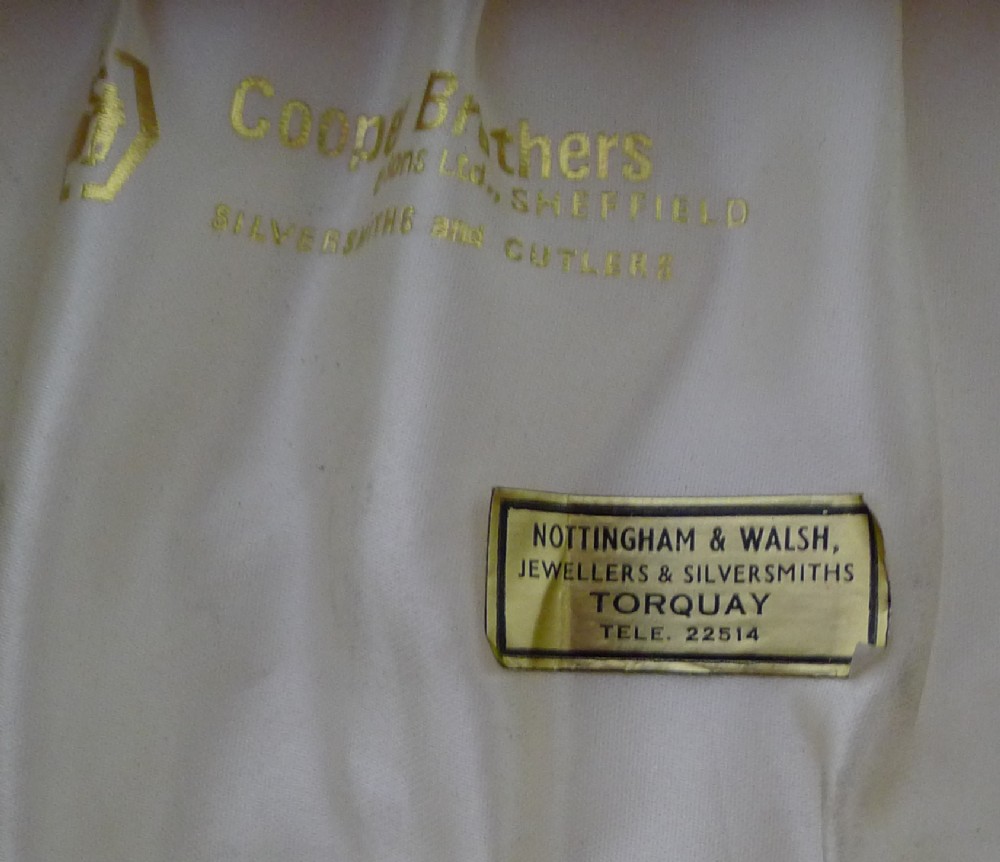 Cooper Brothers
Sons Ltd., SHEFFIELD
SILVERSMITHS and CUTLERS
NOTTINGHAM & WALSH,
JEWELLERS & SILVERSMITHS
TORQUAY
TELE. 22514